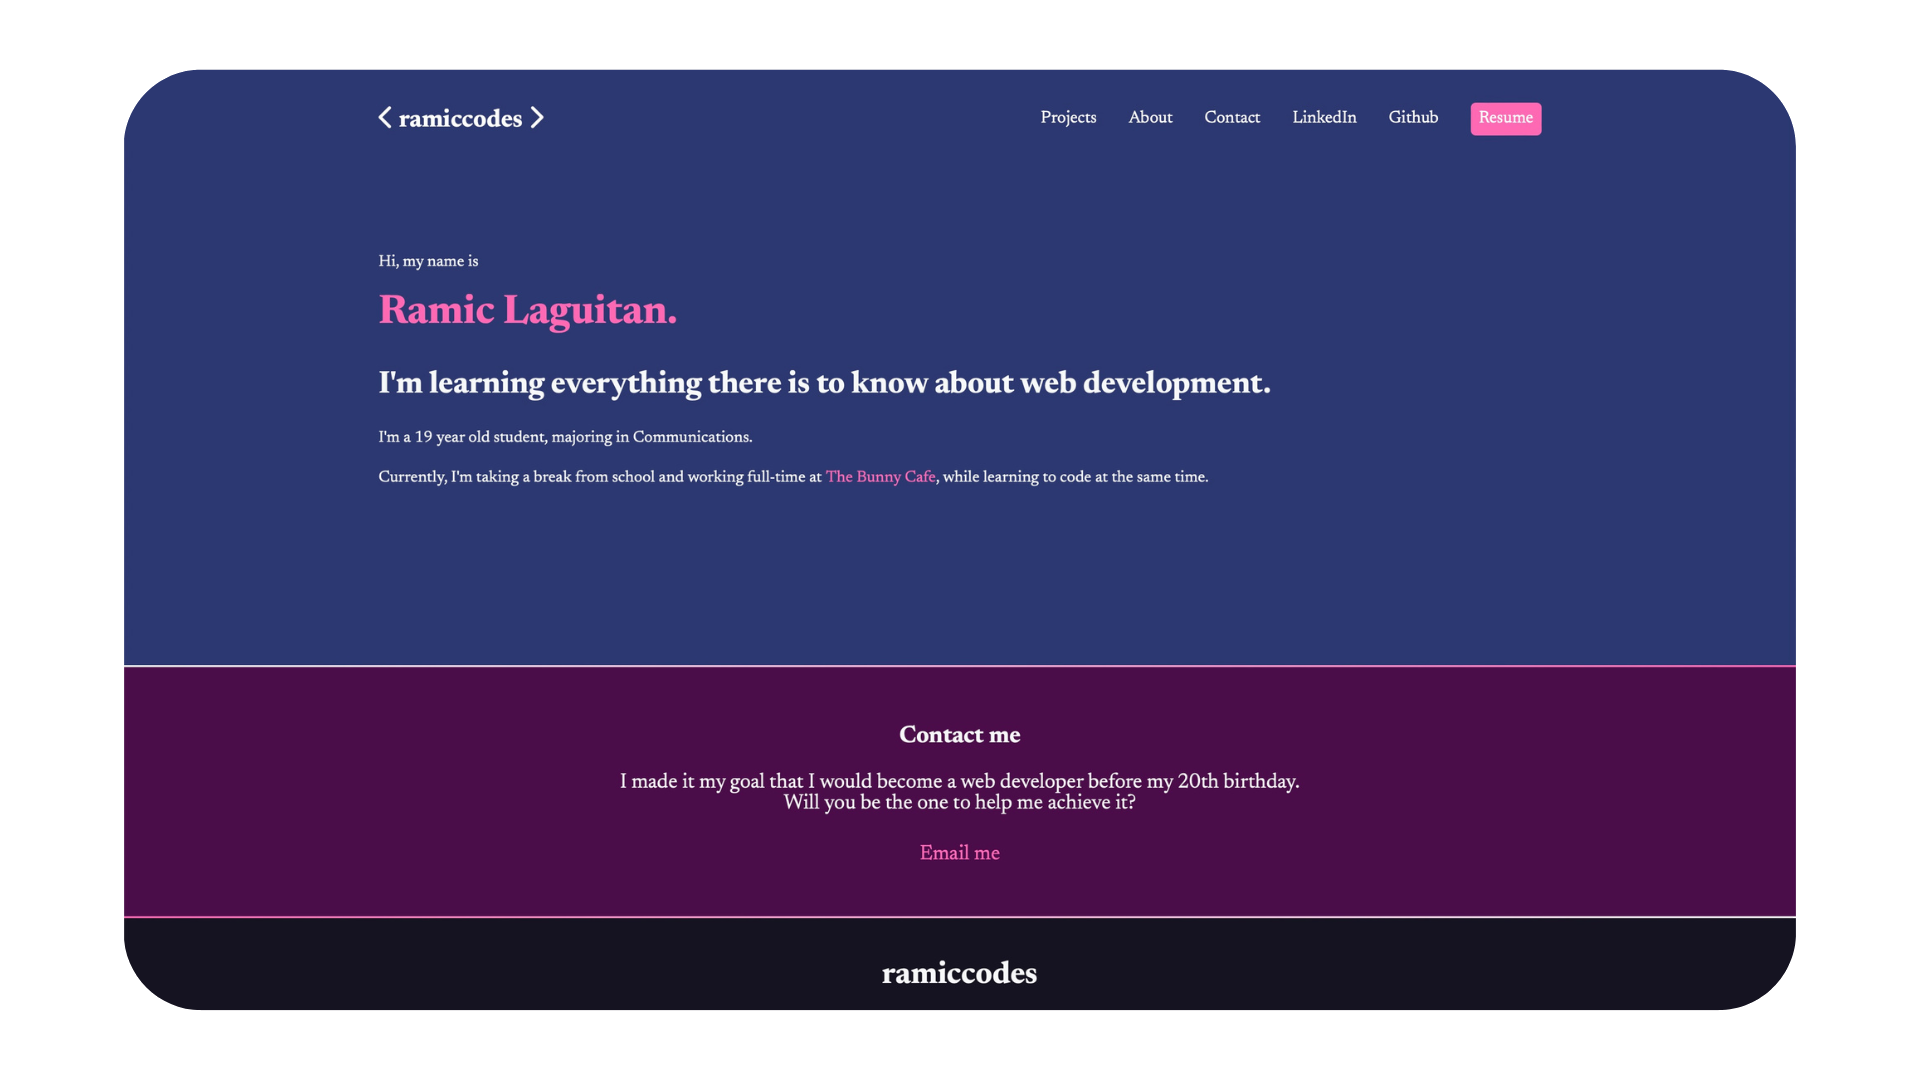 < ramiccodes > Projects About Contact LinkedIn Github Resume
Hi, my name is
Ramic Laguitan.
I'm learning everything there is to know about web development.
I'm a 19 year old student, majoring in Communications.
Currently, I'm taking a break from school and working full-time at The Bunny Cafe, while learning to code at the same time.
Contact me
I made it my goal that I would become a web developer before my 20th birthday.
Will you be the one to help me achieve it?
Email me
ramiccodes